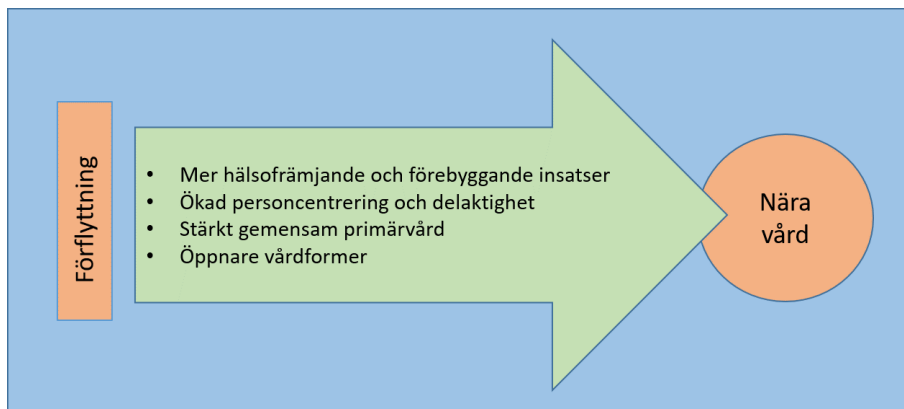 Förflyttning
• Mer hälsofrämjande och förebyggande insatser
• Ökad personcentrering och delaktighet
• Stärkt gemensam primärvård
• Öppnare vårdformer
Nära
vård